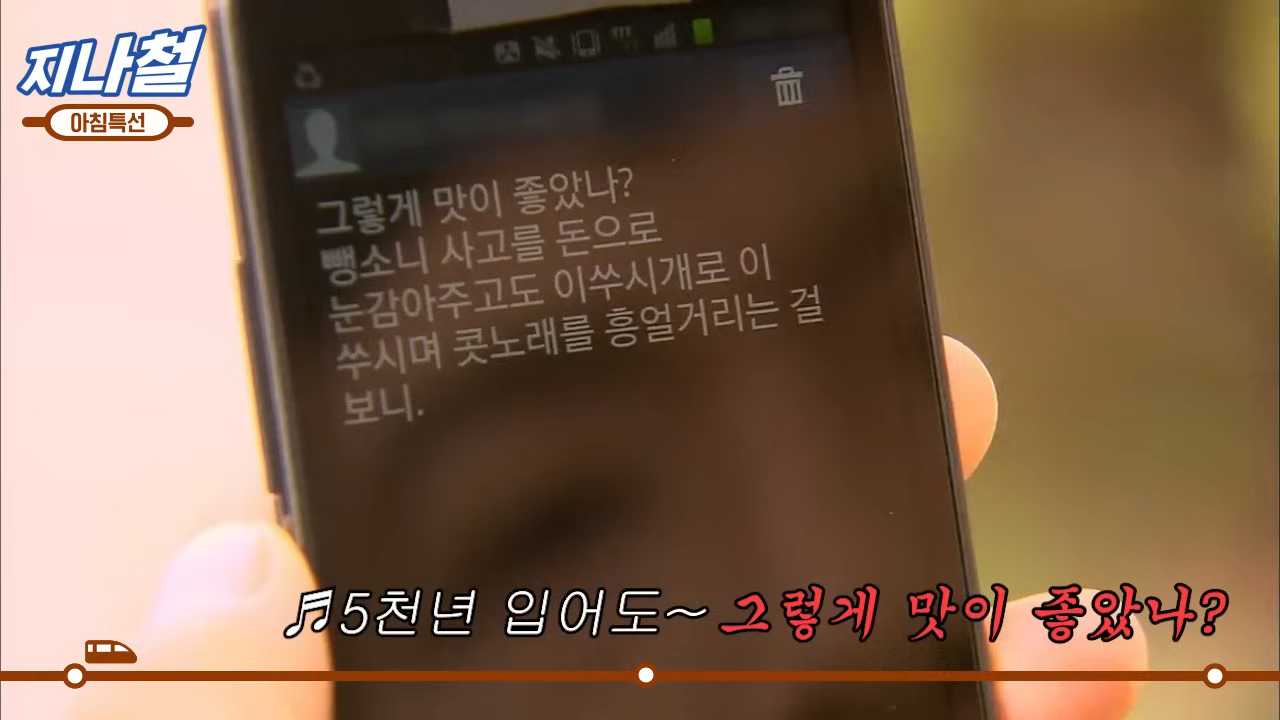 지나철
아침특선
그렇게 맛이 좋았나?
뺑소니 사고를 돈으로
눈감아주고도 이쑤시개로 이
쑤시며 콧노래를 흥얼거리는 걸
보니.
♬5천년 입어도~ 그렇게 맛이 좋았나?